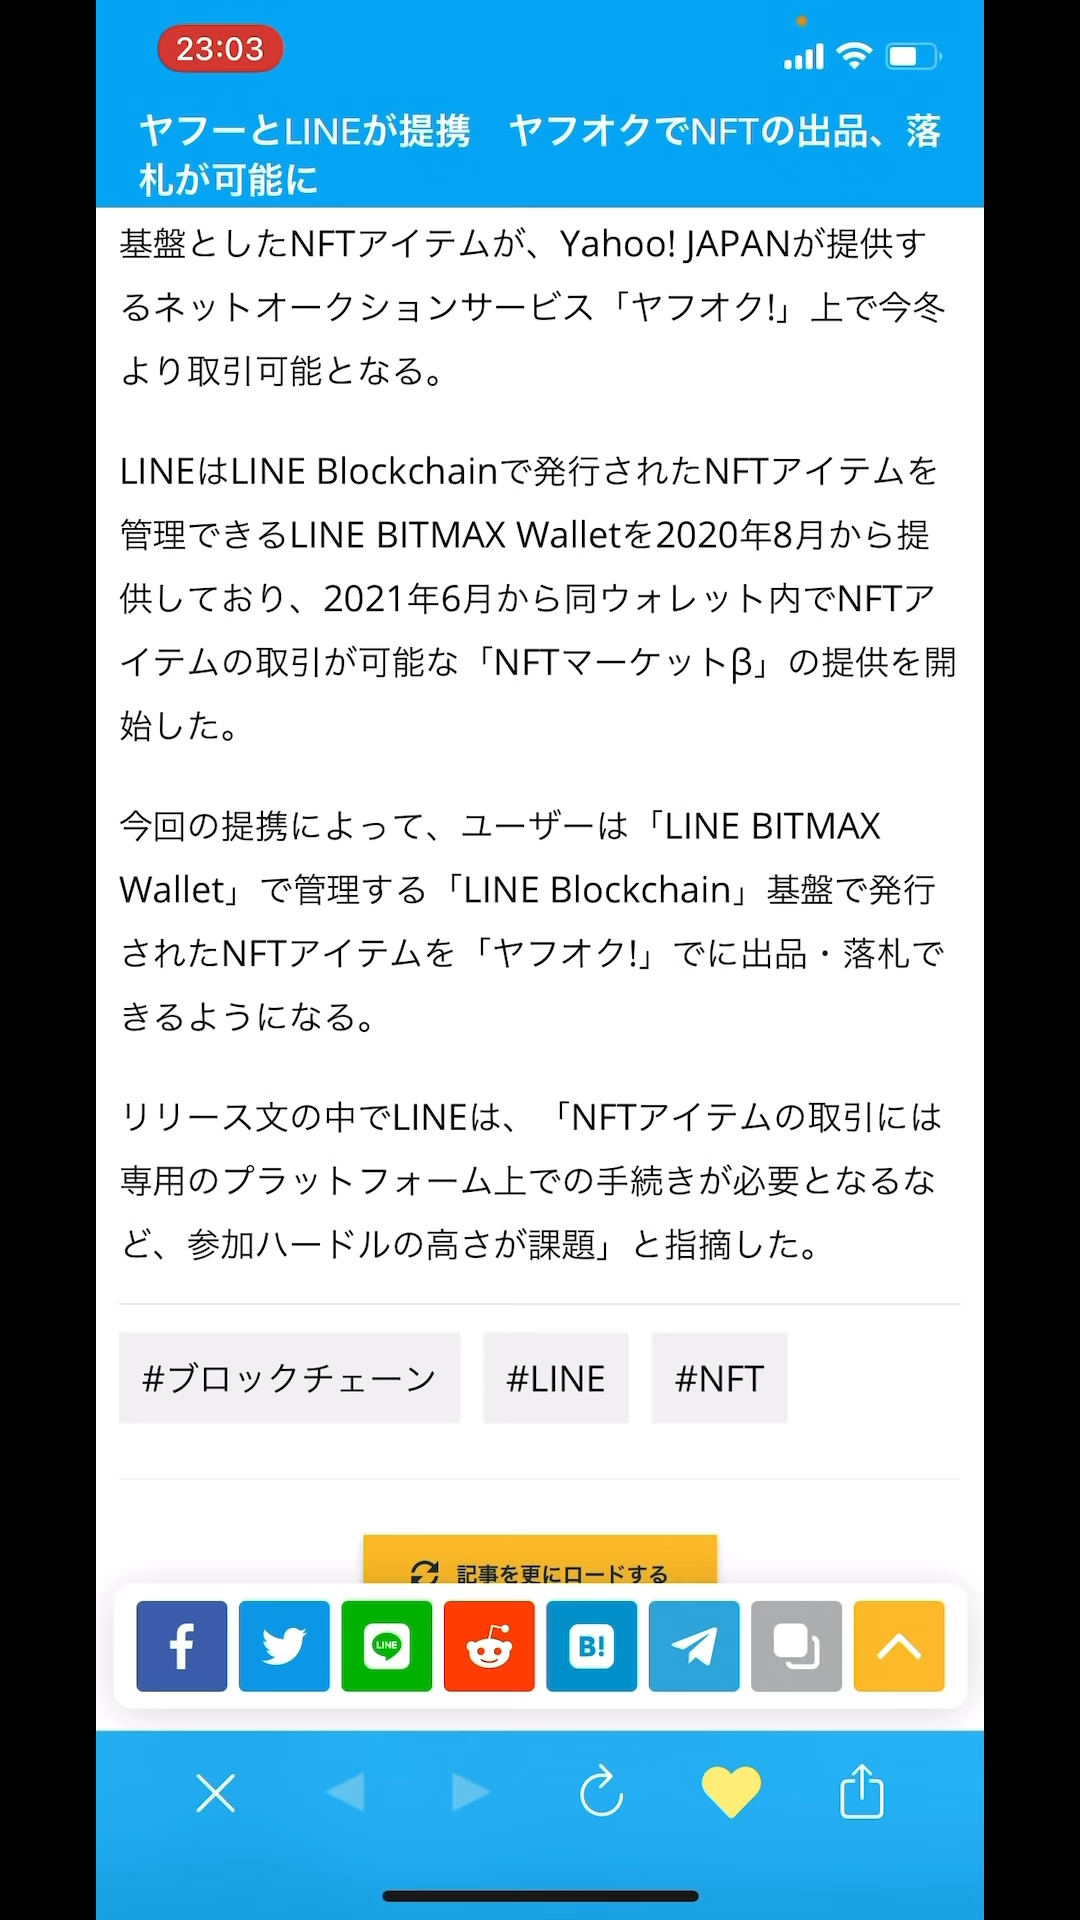 23:03
ヤフーとLINEが提携　ヤフオクでNFTの出品、落
札が可能に
基盤としたNFTアイテムが、Yahoo! JAPANが提供す
るネットオークションサービス「ヤフオク!」上で今冬
より取引可能となる。
LINEはLINE Blockchainで発行されたNFTアイテムを
管理できるLINE BITMAX Walletを2020年8月から提
供しており、2021年6月から同ウォレット内でNFTア
イテムの取引が可能な「NFTマーケットβ」の提供を開
始した。
今回の提携によって、ユーザーは「LINE BITMAX
Wallet」で管理する「LINE Blockchain」基盤で発行
されたNFTアイテムを「ヤフオク!」でに出品・落札で
きるようになる。
リリース文の中でLINEは、「NFTアイテムの取引には
専用のプラットフォーム上での手続きが必要となるな
ど、参加ハードルの高さが課題」と指摘した。
#ブロックチェーン #LINE #NFT
記事を更にロードする
f LINE B!